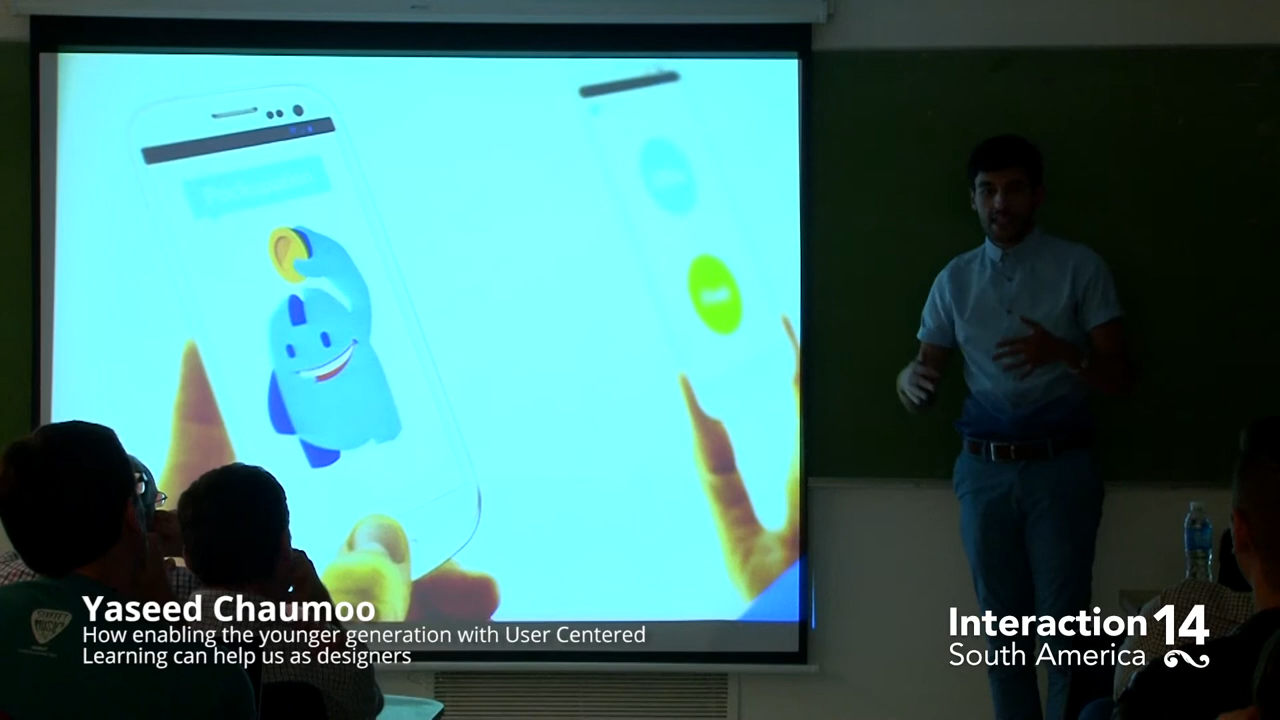 Yaseed Chaumoo
How enabling the younger generation with User Centered
Learning can help us as designers
Interaction 14
South America